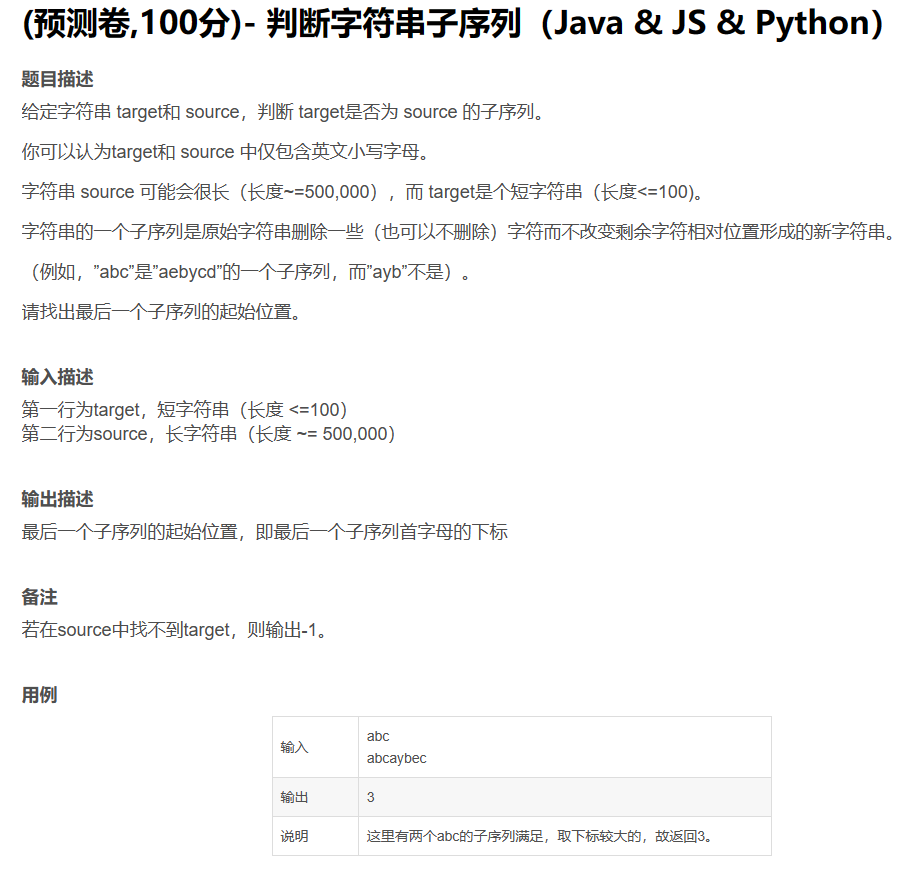 (预测卷,100分)- 判断字符串子序列（Java & JS & Python）
题目描述
给定字符串 target和 source，判断 target是否为 source 的子序列。
你可以认为target和 source 中仅包含英文小写字母。
字符串 source 可能会很长（长度~=500,000），而 target是个短字符串（长度<=100)。
字符串的一个子序列是原始字符串删除一些（也可以不删除）字符而不改变剩余字符相对位置形成的新字符串。
（例如，”abc”是”aebycd”的一个子序列，而”ayb”不是）。
请找出最后一个子序列的起始位置。
输入描述
第一行为target，短字符串（长度 <=100）
第二行为source，长字符串（长度 ~= 500,000）
输出描述
最后一个子序列的起始位置，即最后一个子序列首字母的下标
备注
若在source中找不到target，则输出-1。
用例
输入
abc
abcaybec
输出
3
说明
这里有两个abc的子序列满足，取下标较大的，故返回3。